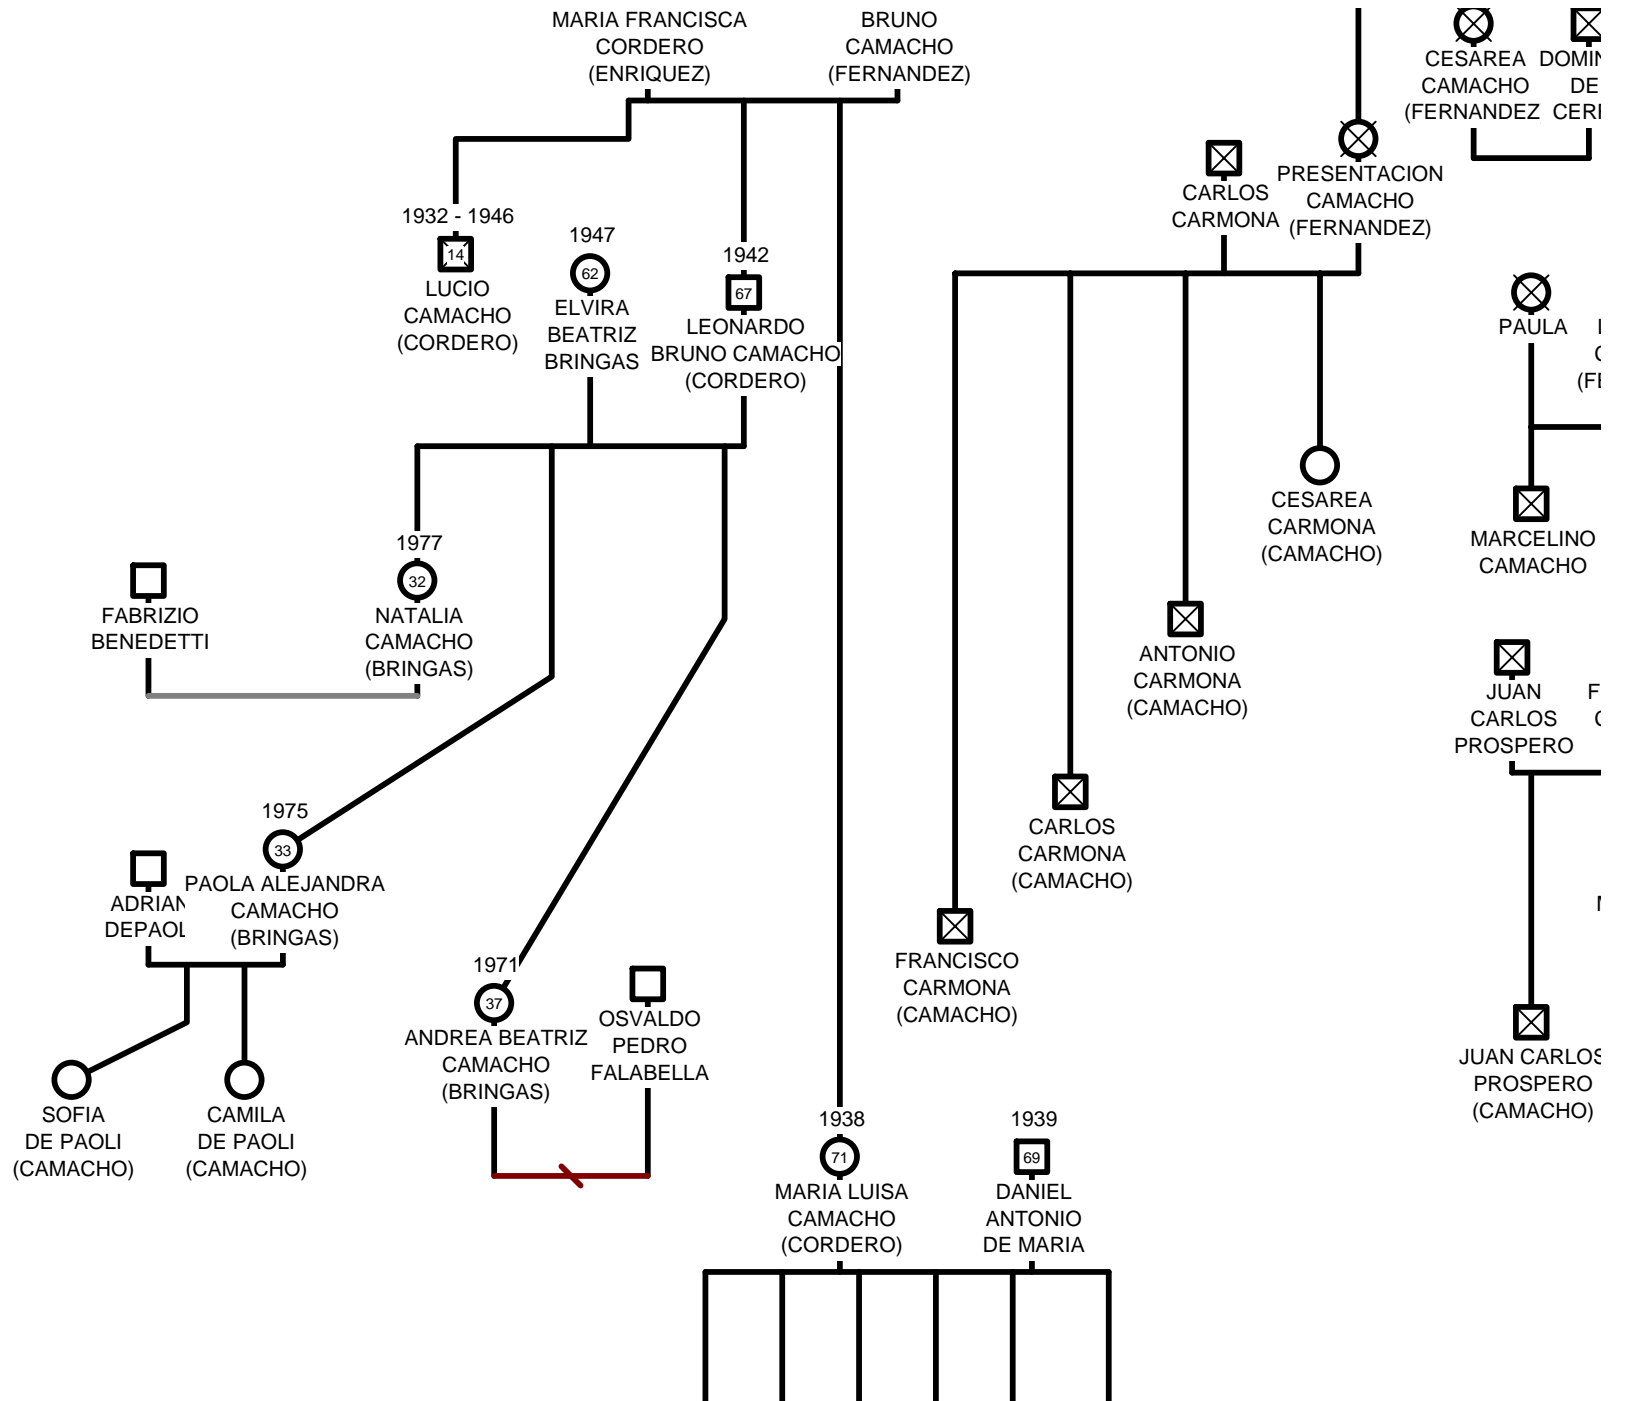 MARIA FRANCISCA
CORDERO
(ENRIQUEZ)
BRUNO
CAMACHO
(FERNANDEZ)
CESAREA
CAMACHO
(FERNANDEZ
DE
CARLOS
CARMONA
PRESENTACION
CAMACHO
(FERNANDEZ)
1932 - 1946
14
LUCIO
CAMACHO
(CORDERO)
1947
62
ELVIRA
BEATRIZ
BRINGAS
1942
67
LEONARDO
BRUNO CAMACHO
(CORDERO)
PAULA
CESAREA
CARMONA
(CAMACHO)
MARCELINO
CAMACHO
1977
32
NATALIA
CAMACHO
(BRINGAS)
FABRIZIO
BENEDETTI
ANTONIO
CARMONA
(CAMACHO)
JUAN
CARLOS
PROSPERO
CARLOS
CARMONA
(CAMACHO)
1975
33
PAOLA ALEJANDRA
CAMACHO
(BRINGAS)
ADRIAN
DEPAOL
FRANCISCO
CARMONA
(CAMACHO)
1971
37
ANDREA BEATRIZ
CAMACHO
(BRINGAS)
OSVALDO
PEDRO
FALABELLA
JUAN CARLOS
PROSPERO
(CAMACHO)
SOFIA
DE PAOLI
(CAMACHO)
CAMILA
DE PAOLI
(CAMACHO)
1938
71
MARIA LUISA
CAMACHO
(CORDERO)
1939
69
DANIEL
ANTONIO
DE MARIA